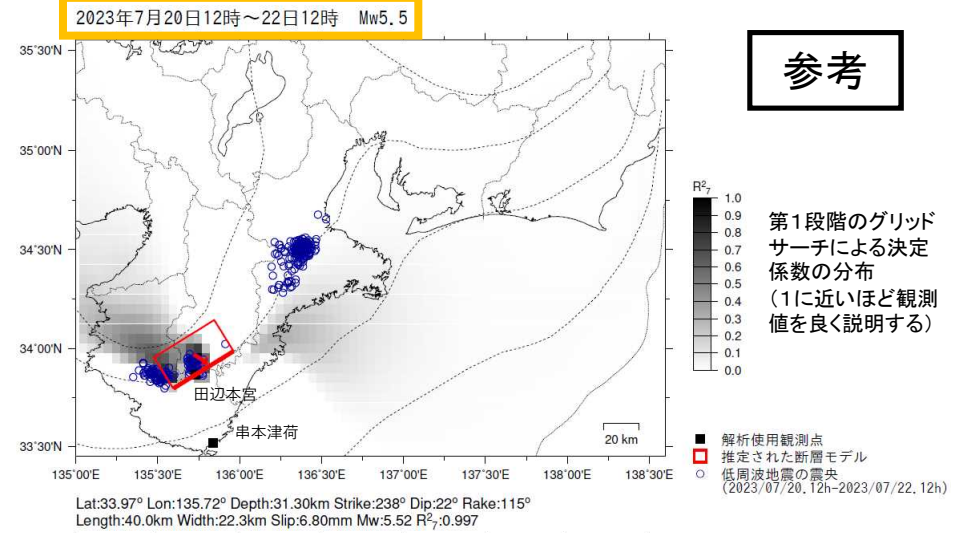 2023年7月20日12時～22日12時 Mw5.5
参考
35°30'N
35°00'N
34°30'N
34°00'N
33°30'N
135°00'E 135°30'E 136°00'E 136°30'E 137°00'E 137°30'E 138°00'E 138°30'E
田辺本宮
串本津荷
20 km
R²₇
1.0
0.9
0.8
0.7
0.6
0.5
0.4
0.3
0.2
0.1
0.0
第１段階のグリッド
サーチによる決定
係数の分布
（１に近いほど観測
値を良く説明する）
解析使用観測点
推定された断層モデル
低周波地震の震央
(2023/07/20.12h-2023/07/22.12h)
Lat:33.97° Lon:135.72° Depth:31.30km Strike:238° Dip:22° Rake:115°
Length:40.0km Width:22.3km Slip:6.80mm Mw:5.52 R²₇:0.997